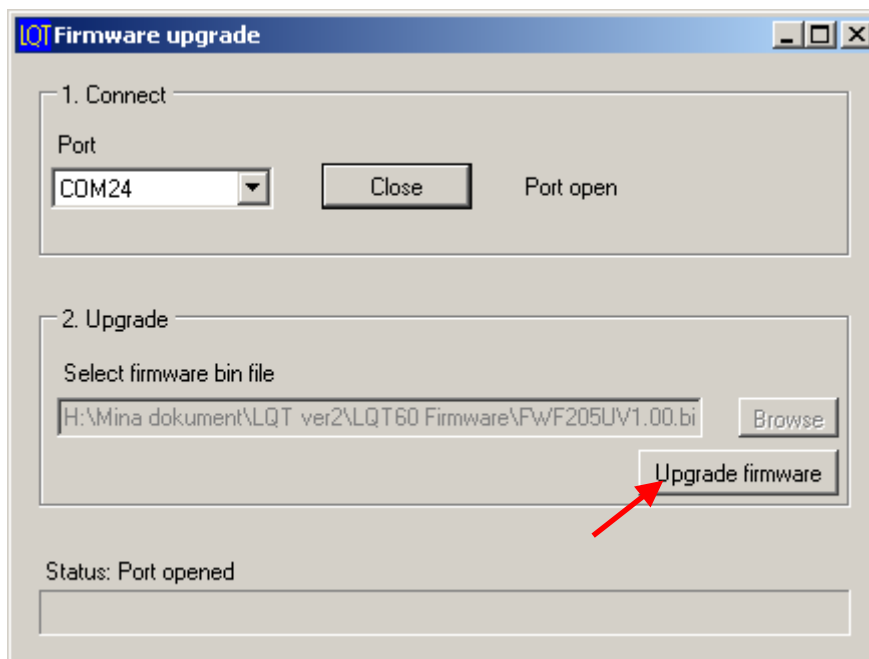 LQT Firmware upgrade
1. Connect
Port
COM24
Close
Port open
2. Upgrade
Select firmware bin file
H:\Mina dokument\LQT ver2\LQT60 Firmware\FWF205UV1.00.bi
Browse
Upgrade firmware
Status: Port opened